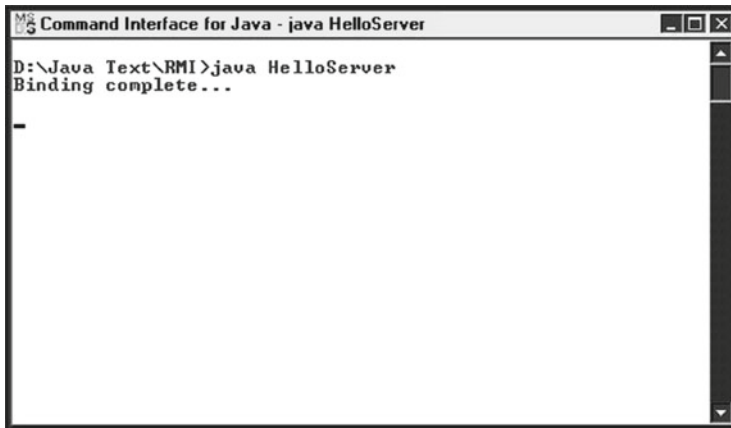 Command Interface for Java - java HelloServer
D:\Java Text\RMI>java HelloServer
Binding complete...